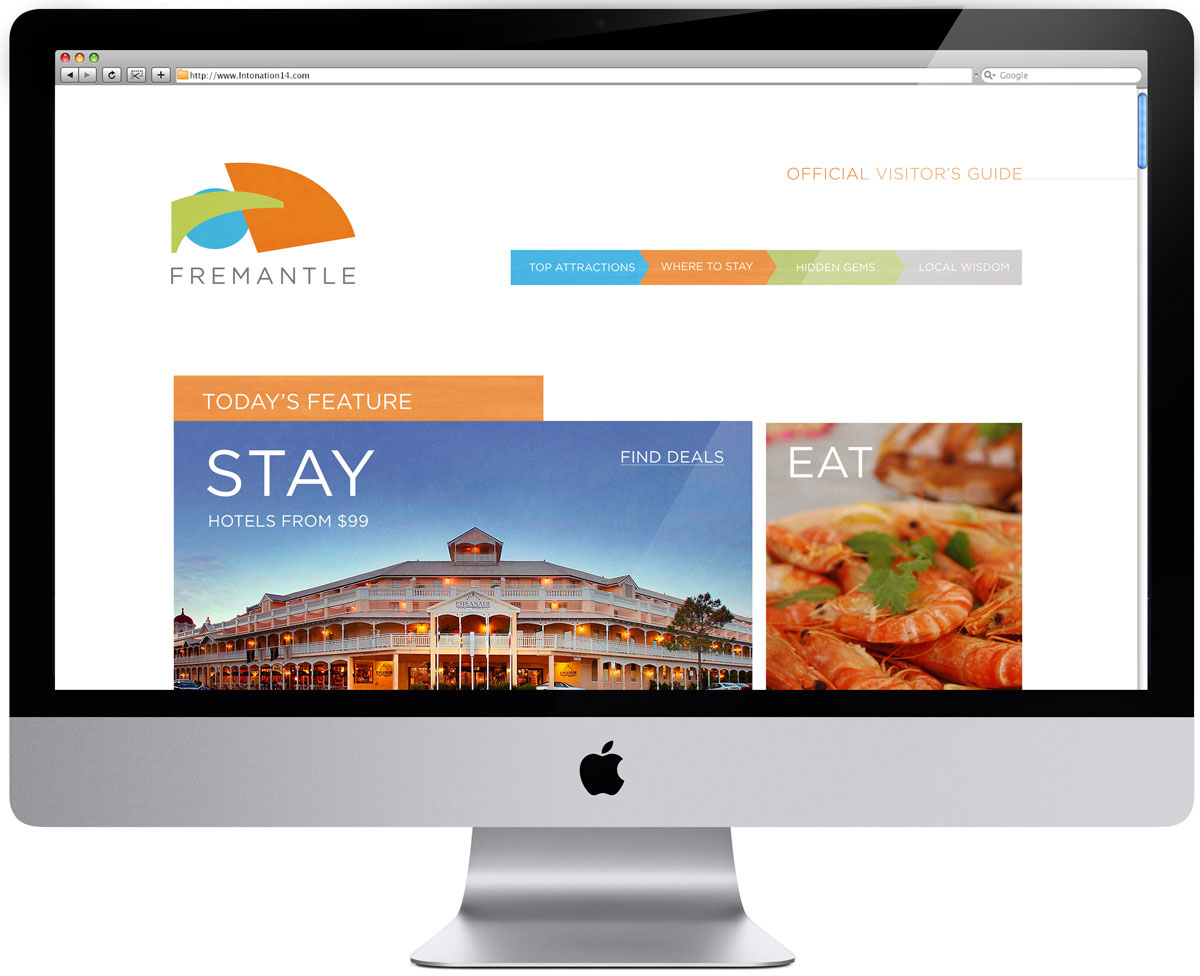 http://www.Intonation14.com
Google
OFFICIAL VISITOR'S GUIDE
FREMANTLE
TOP ATTRACTIONS
WHERE TO STAY
HIDDEN GEMS
LOCAL WISDOM
TODAY'S FEATURE
STAY
FIND DEALS
HOTELS FROM $99
EAT
ESPLANADE